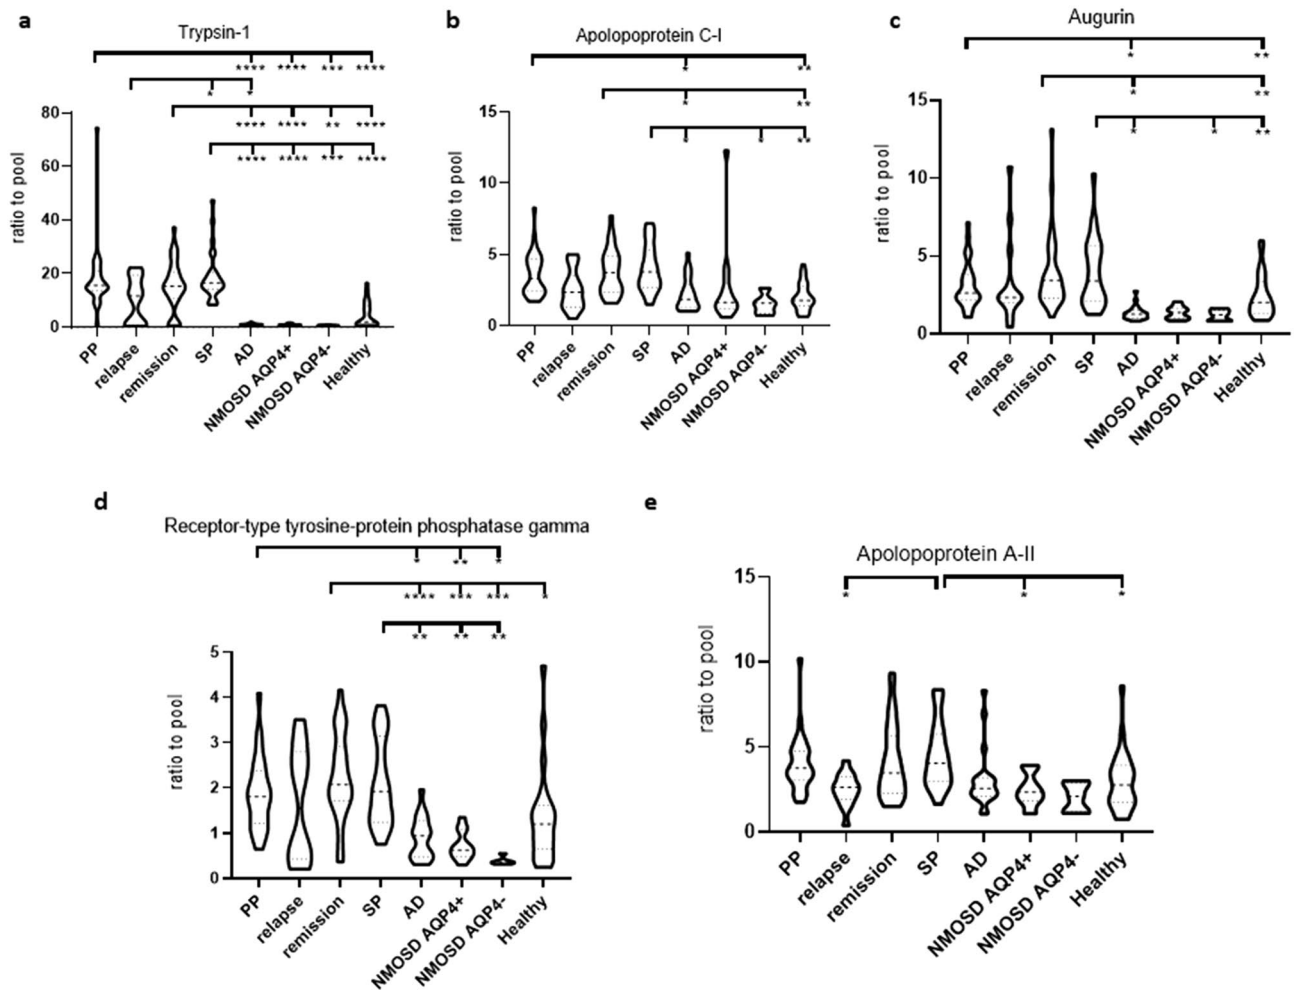 a
Trypsin-1
**** **** *** ****
* *
**** **** ** ****
**** **** *** ****
ratio to pool
80
60
40
20
0
PP
relapse
remission
SP
AD
NMOSD AQP4+
NMOSD AQP4-
Healthy
b
Apolopoprotein C-I
* **
* **
* * **
ratio to pool
15
10
5
0
PP
relapse
remission
SP
AD
NMOSD AQP4+
NMOSD AQP4-
Healthy
c
Augurin
* **
* **
* * **
ratio to pool
15
10
5
0
PP
relapse
remission
SP
AD
NMOSD AQP4+
NMOSD AQP4-
Healthy
d
Receptor-type tyrosine-protein phosphatase gamma
* ** *
**** *** *** *
** ** **
ratio to pool
5
4
3
2
1
0
PP
relapse
remission
SP
AD
NMOSD AQP4+
NMOSD AQP4-
Healthy
e
Apolopoprotein A-II
* * *
ratio to pool
15
10
5
0
PP
relapse
remission
SP
AD
NMOSD AQP4+
NMOSD AQP4-
Healthy